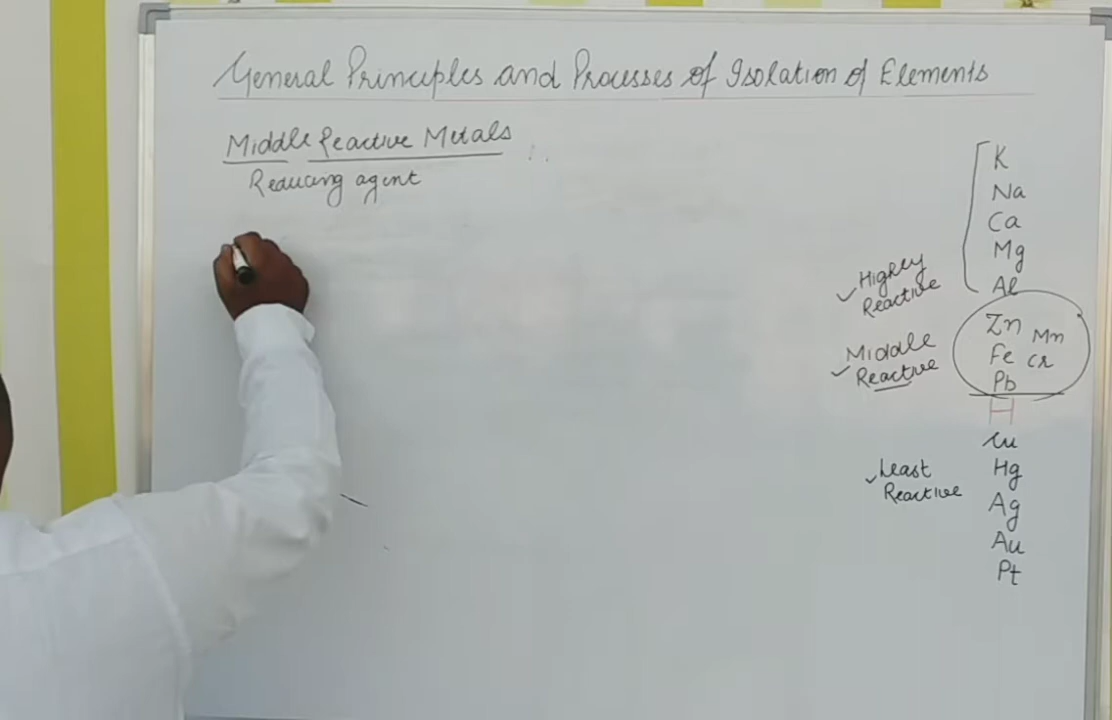 General Principles and Processes of Isolation of Elements
Middle Reactive Metals
Reducing agent
K
Na
Ca
Mg
Al
Highly
Reactive
Zn Mn
Fe Cr
Pb
Middle
Reactive
H
Cu
Hg
Ag
Au
Pt
Least
Reactive